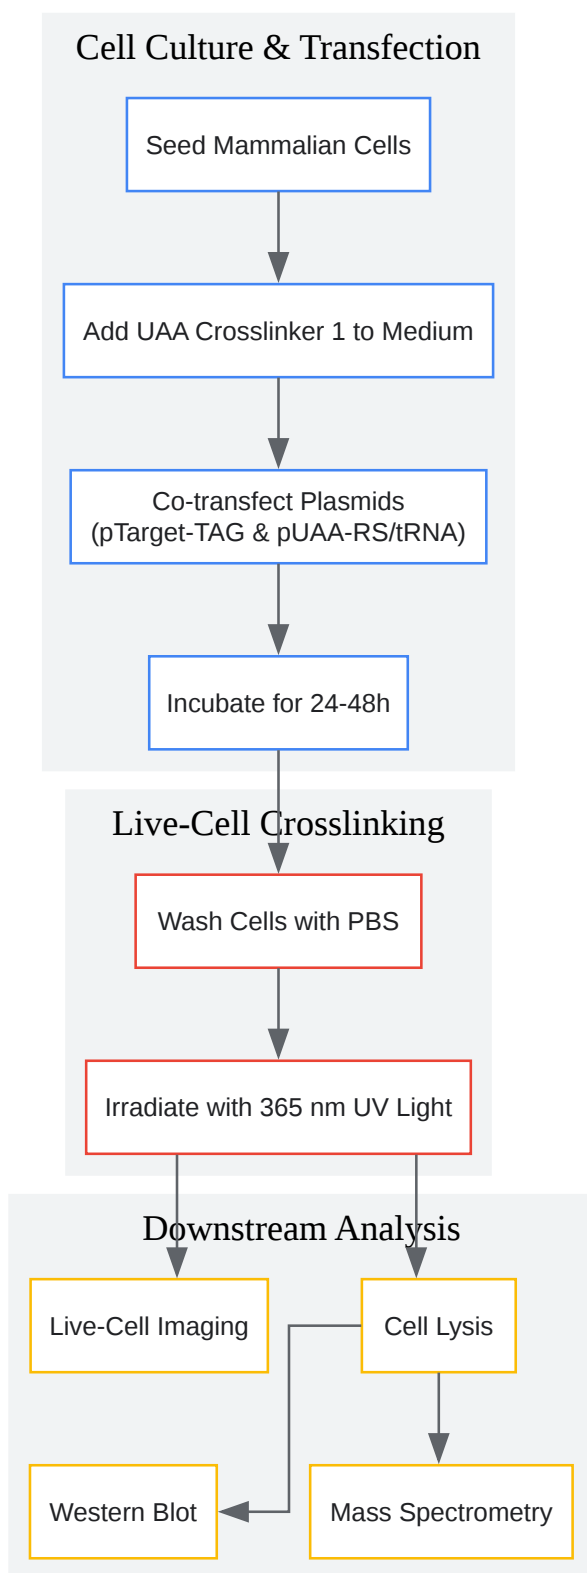 Cell Culture & Transfection
Seed Mammalian Cells
Add UAA Crosslinker 1 to Medium
Co-transfect Plasmids
(pTarget-TAG & pUAA-RS/tRNA)
Incubate for 24-48h
Live-Cell Crosslinking
Wash Cells with PBS
Irradiate with 365 nm UV Light
Downstream Analysis
Live-Cell Imaging
Cell Lysis
Western Blot
Mass Spectrometry